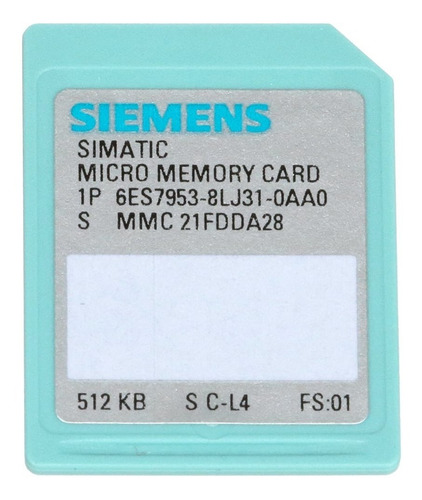 SIEMENS
SIMATIC
MICRO MEMORY CARD
1P 6ES7953-8LJ31-0AA0
S MMC 21FDDA28
512 KB S C-L4 FS:01